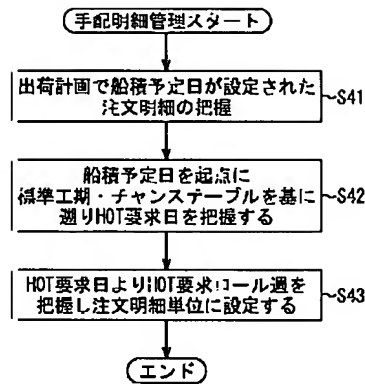 手配明細管理スタート
出荷計画で船積予定日が設定された
注文明細の把握
S41
船積予定日を起点に
標準工期・チャンステーブルを基に
遡りHOT要求日を把握する
S42
HOT要求日よりHOT要求ロール週を
把握し注文明細単位に設定する
S43
エンド